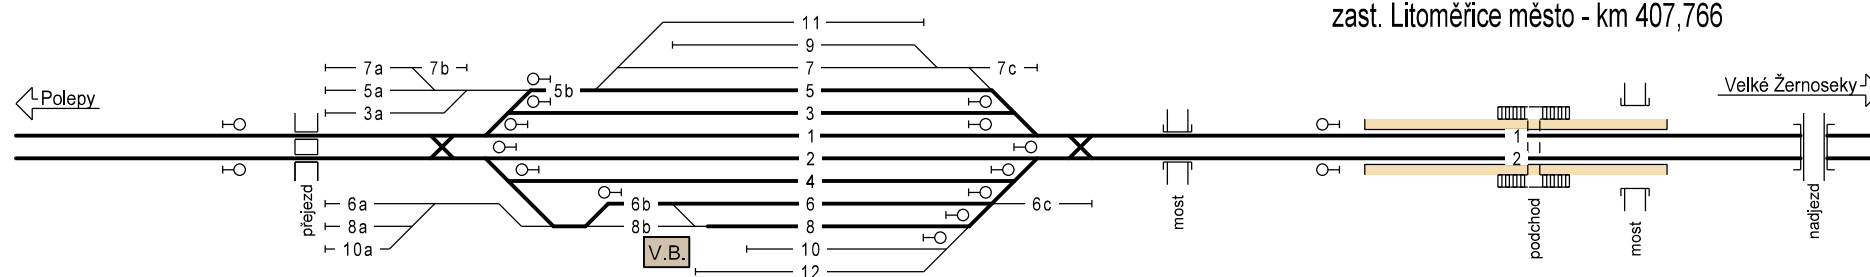 zast. Litoměřice město - km 407,766
11
9
7a 7b 7 7c
Polepy 5a 5b 5 Velké Žernoseky
3a 3
1 1
2 2
4
přejezd 6a 6b 6 6c most podchod most nadjezd
8a 8b 8
10a V.B. 10
12